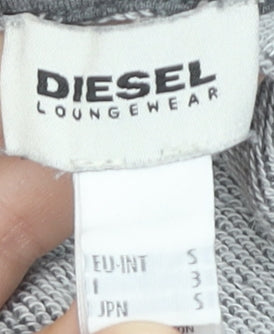 DIESEL
LOUNGEWEAR
EU-INT S
I 3
JPN S